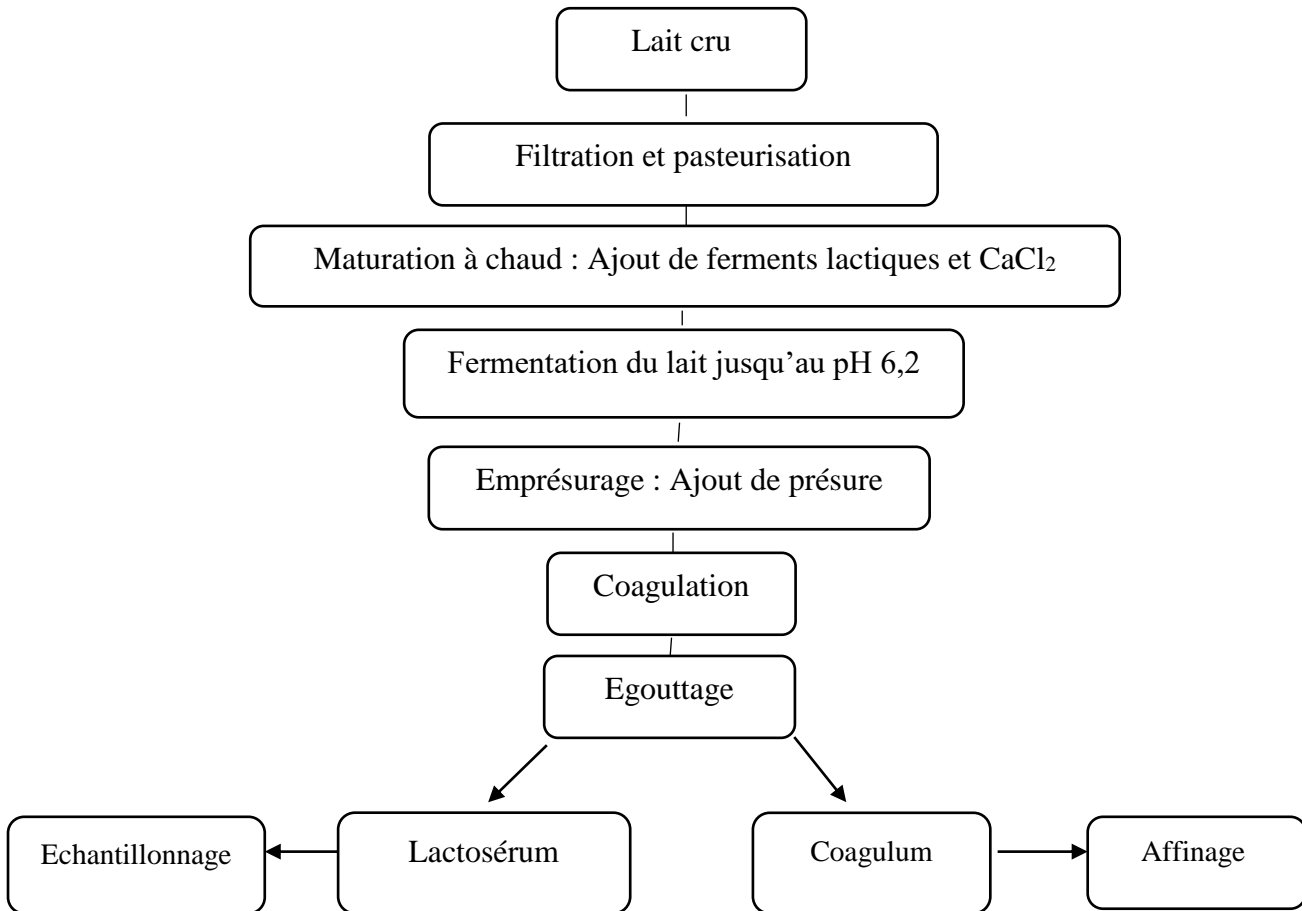 Lait cru
Filtration et pasteurisation
Maturation à chaud : Ajout de ferments lactiques et CaCl₂
Fermentation du lait jusqu’au pH 6,2
Emprésurage : Ajout de présure
Coagulation
Egouttage
Echantillonnage
Lactosérum
Coagulum
Affinage